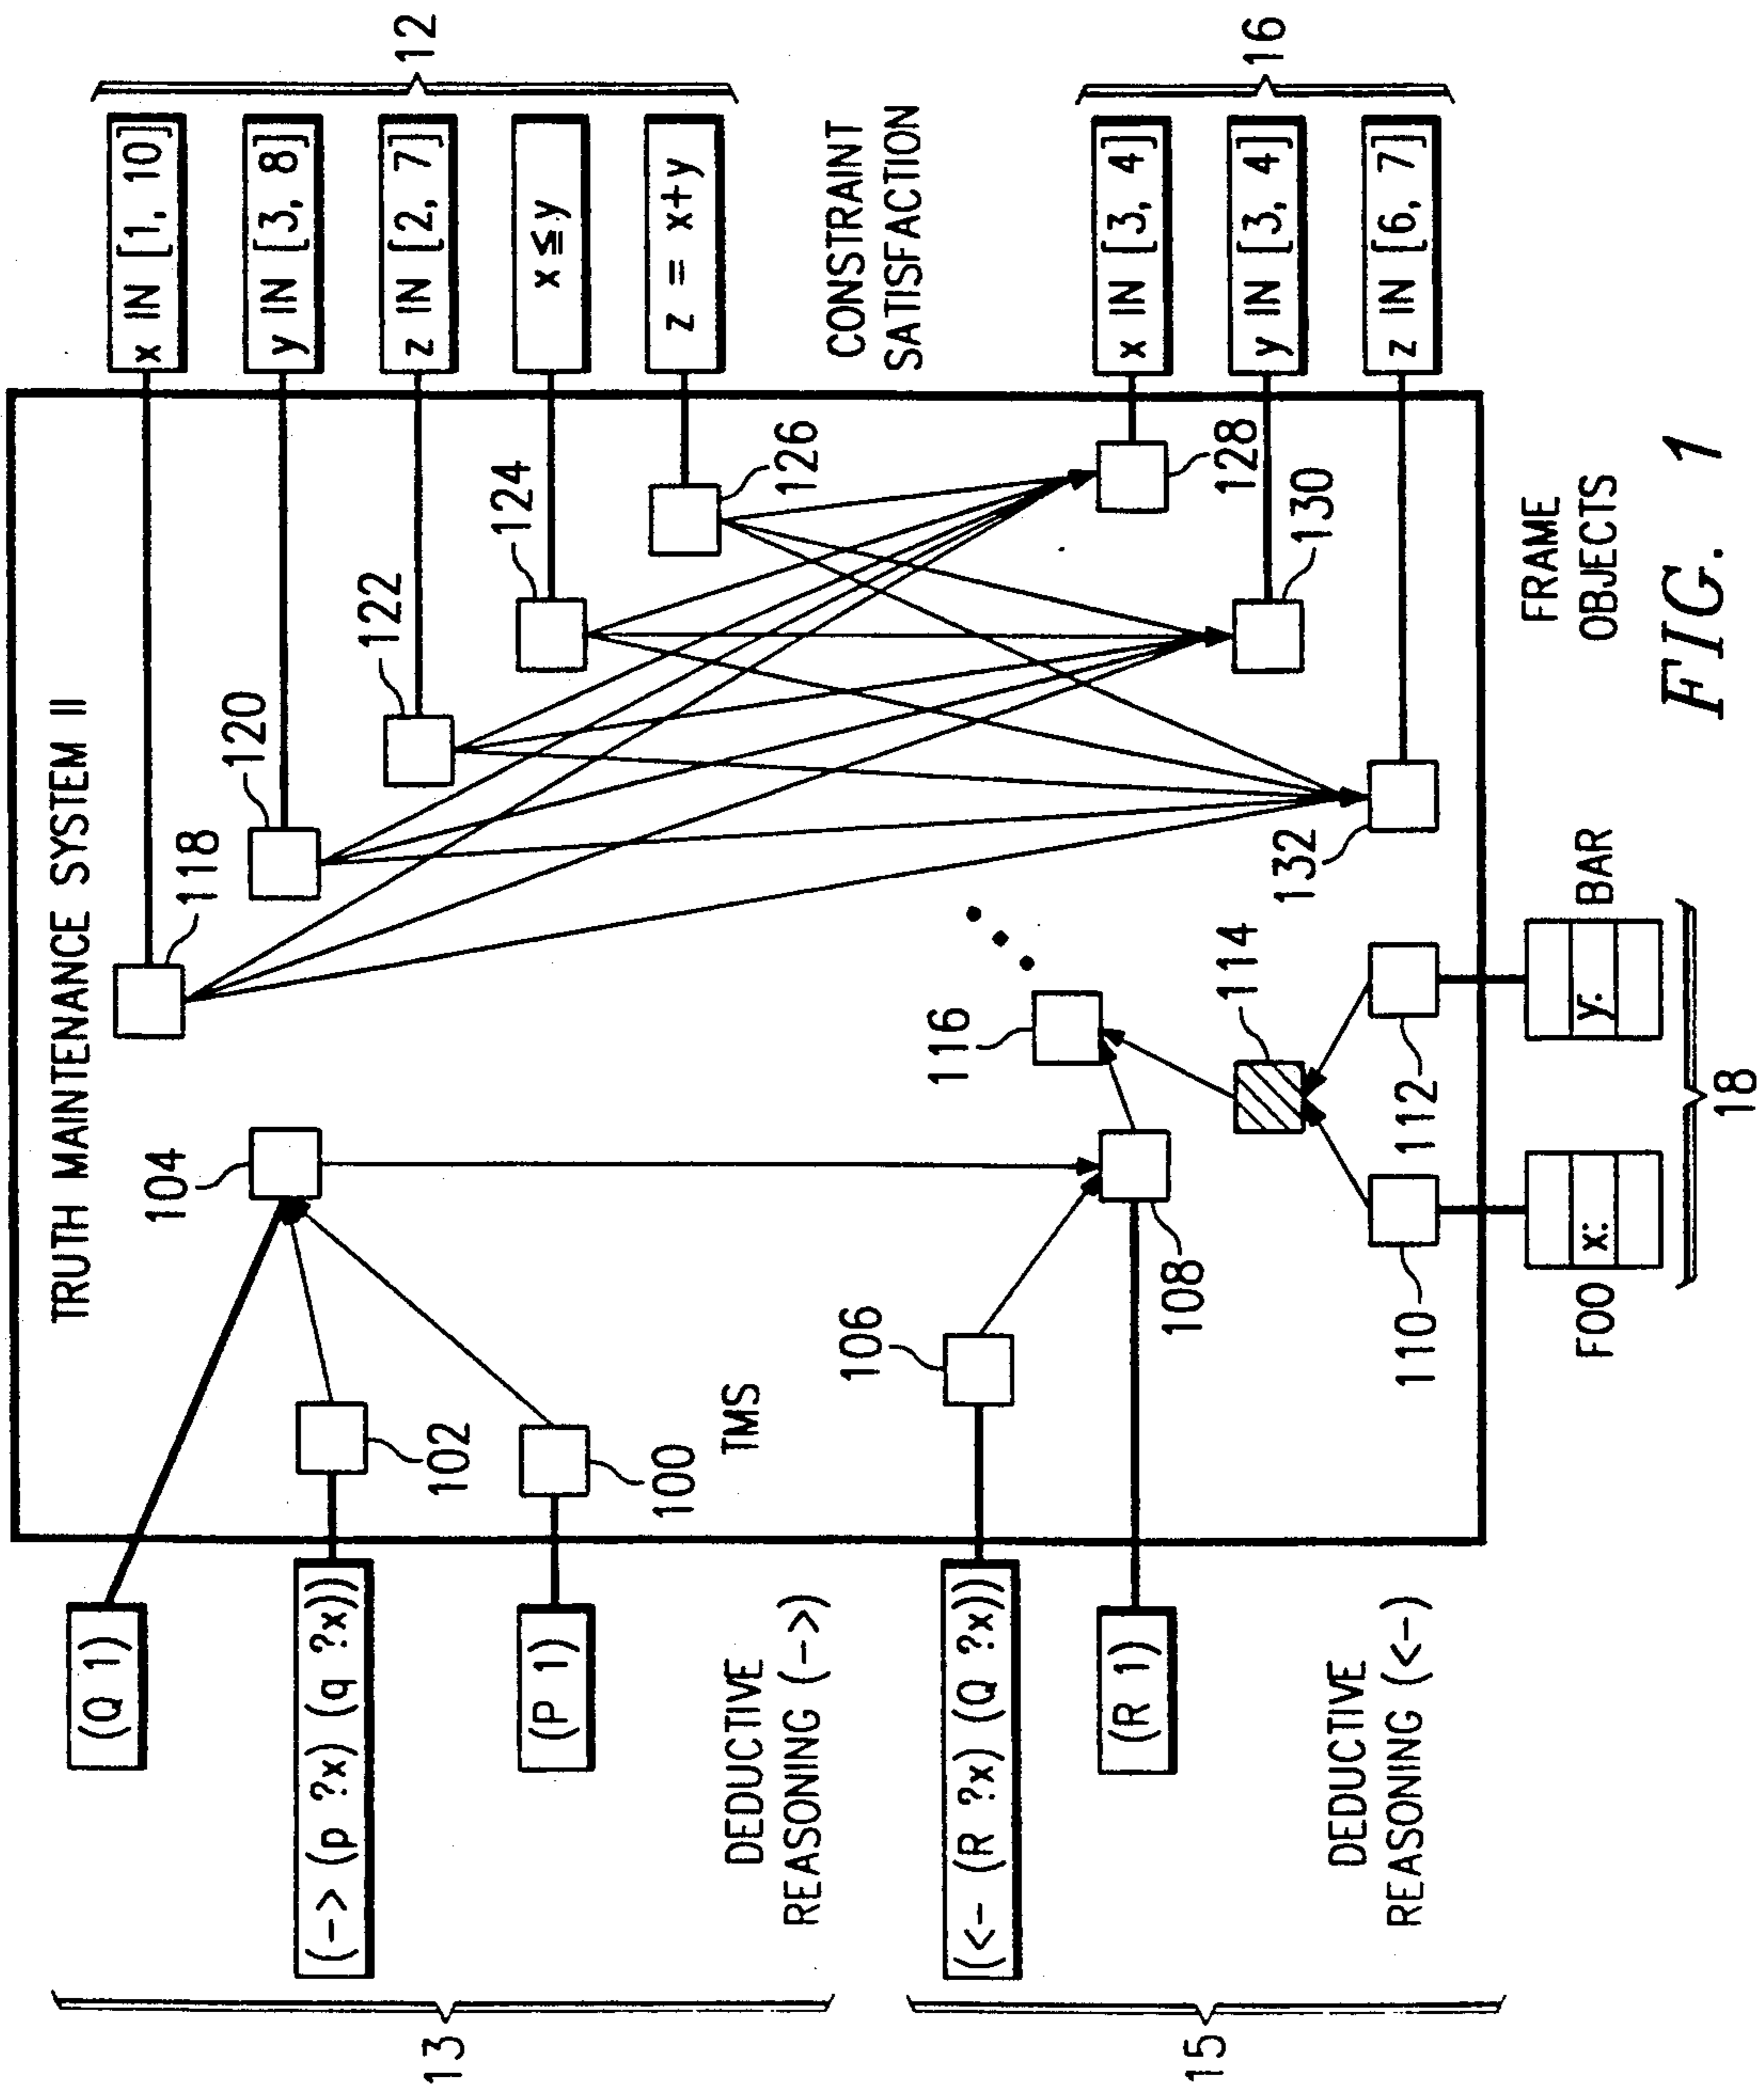 TRUTH MAINTENANCE SYSTEM II
(Q 1)
(-> (p ?x) (q ?x))
(P 1)
DEDUCTIVE
REASONING (->)
13
(<- (R ?x) (Q ?x))
(R 1)
DEDUCTIVE
REASONING (<-)
15
104
102
100
TMS
106
108
116
114
110
112
118
120
122
124
126
128
130
132
x IN [1, 10]
y IN [3, 8]
z IN [2, 7]
x ≦ y
z = x+y
12
CONSTRAINT
SATISFACTION
x IN [3, 4]
y IN [3, 4]
z IN [6, 7]
16
FOO
x:
y:
BAR
18
FRAME
OBJECTS
FIG. 1